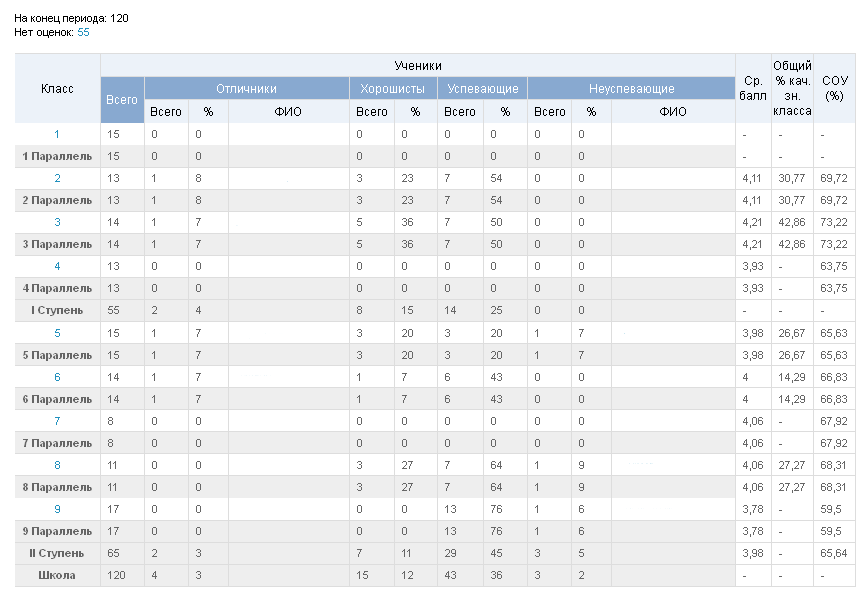 На конец периода: 120
Нет оценок: 55
Класс Ученики Ср. балл Общий % кач. зн. класса СОУ (%)
Всего Отличники Хорошисты Успевающие Неуспевающие
Всего % ФИО Всего % Всего % Всего % ФИО
1 15 0 0 0 0 0 0 0 0 - - -
1 Параллель 15 0 0 0 0 0 0 0 0 - - -
2 13 1 8 3 23 7 54 0 0 4,11 30,77 69,72
2 Параллель 13 1 8 3 23 7 54 0 0 4,11 30,77 69,72
3 14 1 7 5 36 7 50 0 0 4,21 42,86 73,22
3 Параллель 14 1 7 5 36 7 50 0 0 4,21 42,86 73,22
4 13 0 0 0 0 0 0 0 0 3,93 - 63,75
4 Параллель 13 0 0 0 0 0 0 0 0 3,93 - 63,75
I Ступень 55 2 4 8 15 14 25 0 0 - - -
5 15 1 7 3 20 3 20 1 7 3,98 26,67 65,63
5 Параллель 15 1 7 3 20 3 20 1 7 3,98 26,67 65,63
6 14 1 7 1 7 6 43 0 0 4 14,29 66,83
6 Параллель 14 1 7 1 7 6 43 0 0 4 14,29 66,83
7 8 0 0 0 0 0 0 0 0 4,06 - 67,92
7 Параллель 8 0 0 0 0 0 0 0 0 4,06 - 67,92
8 11 0 0 3 27 7 64 1 9 4,06 27,27 68,31
8 Параллель 11 0 0 3 27 7 64 1 9 4,06 27,27 68,31
9 17 0 0 0 0 13 76 1 6 3,78 - 59,5
9 Параллель 17 0 0 0 0 13 76 1 6 3,78 - 59,5
II Ступень 65 2 3 7 11 29 45 3 5 3,98 - 65,64
Школа 120 4 3 15 12 43 36 3 2 - - -